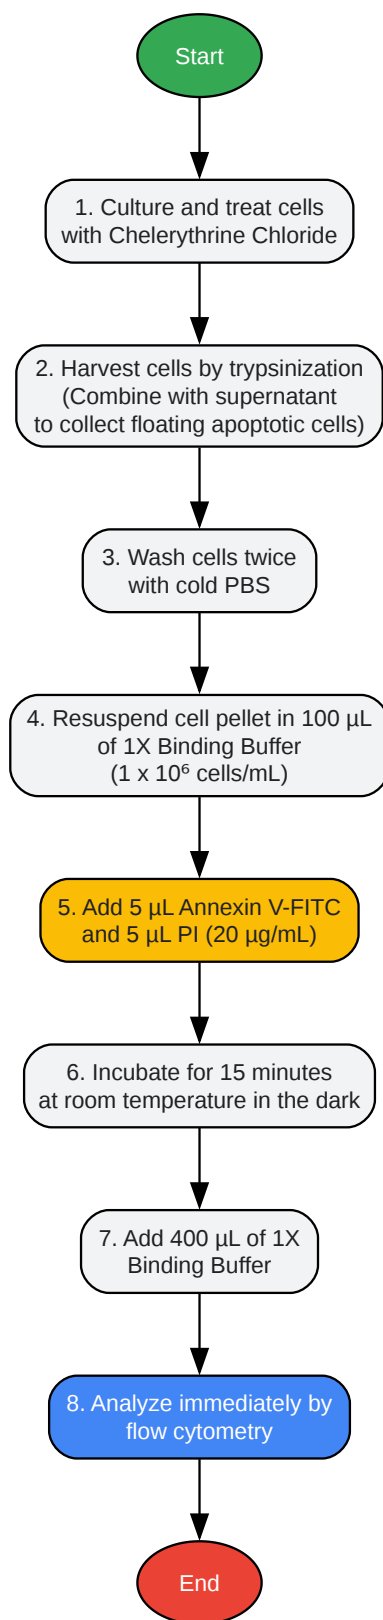 Start
1. Culture and treat cells
with Chelerythrine Chloride
2. Harvest cells by trypsinization
(Combine with supernatant
to collect floating apoptotic cells)
3. Wash cells twice
with cold PBS
4. Resuspend cell pellet in 100 µL
of 1X Binding Buffer
(1 x 10⁶ cells/mL)
5. Add 5 µL Annexin V-FITC
and 5 µL PI (20 µg/mL)
6. Incubate for 15 minutes
at room temperature in the dark
7. Add 400 µL of 1X
Binding Buffer
8. Analyze immediately by
flow cytometry
End